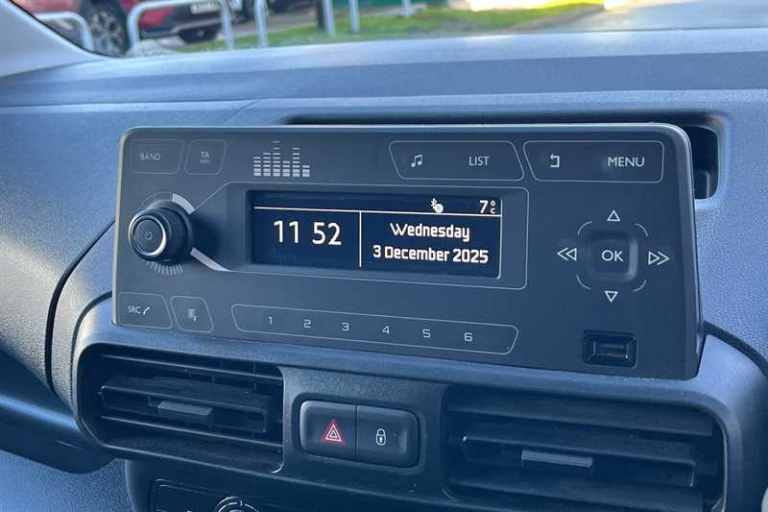 BAND TA LIST MENU
7°C
11 52 Wednesday
3 December 2025
OK
SRC
1 2 3 4 5 6